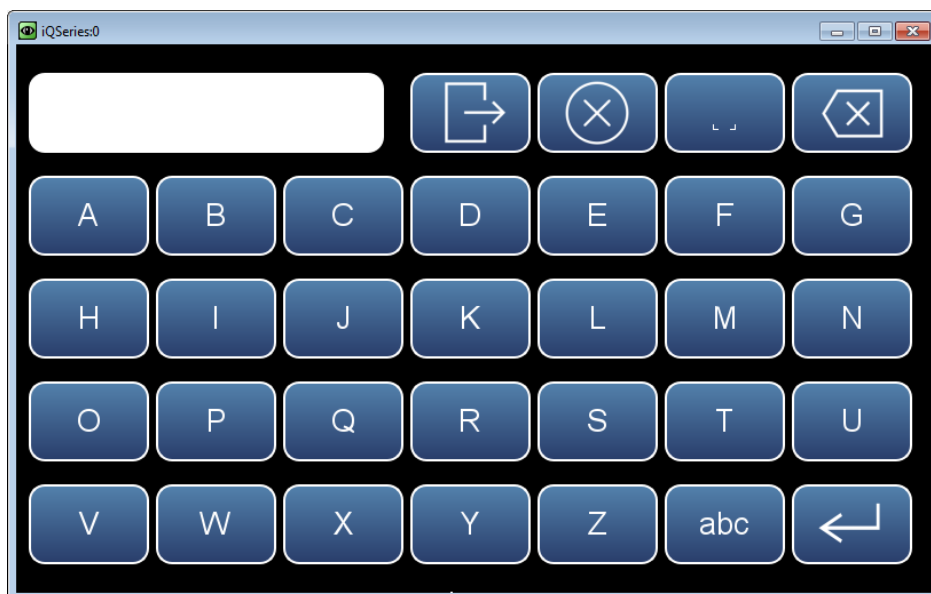 iQSeries:0
A B C D E F G
H I J K L M N
O P Q R S T U
V W X Y Z abc